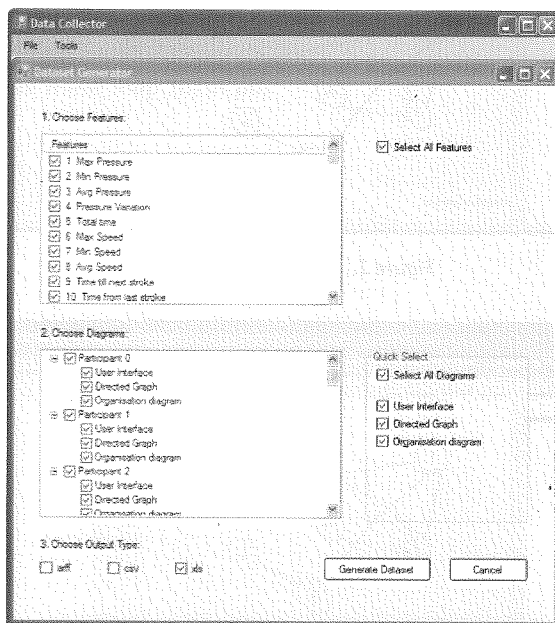 Data Collector
File Tools
Dataset Generator
1. Choose Features:
Features
1 Max Pressure
2 Min Pressure
3 Avg Pressure
4 Pressure Variation
5 Total time
6 Max Speed
7 Min Speed
8 Avg Speed
9 Time till next stroke
10 Time from last stroke
Select All Features
2. Choose Diagrams:
Participant 0
User Interface
Directed Graph
Organisation diagram
Participant 1
User Interface
Directed Graph
Organisation diagram
Participant 2
User Interface
Directed Graph
Organisation diagram
Quick Select
Select All Diagrams
User Interface
Directed Graph
Organisation diagram
3. Choose Output Type:
arff csv xls
Generate Dataset Cancel